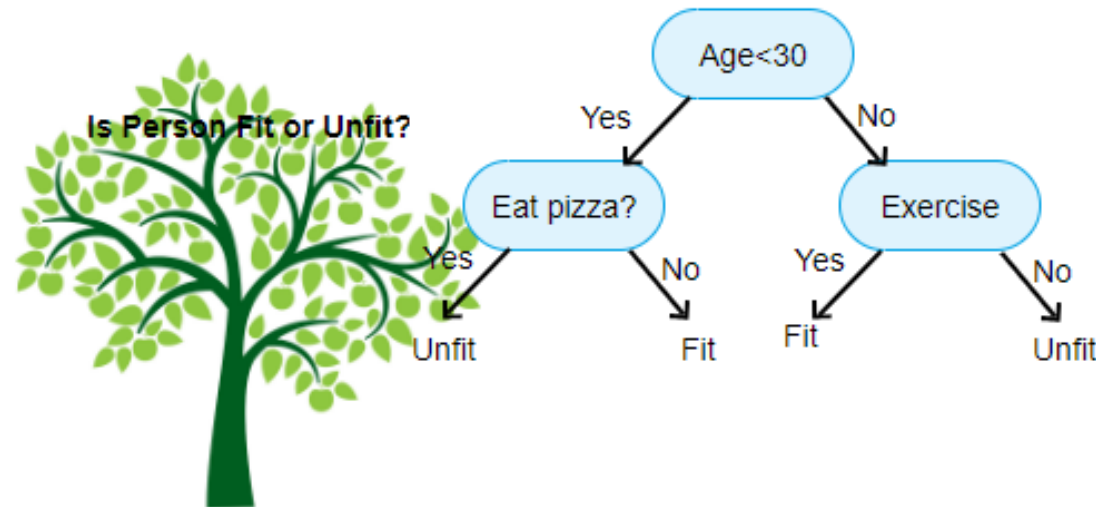 Age<30
Is Person Fit or Unfit?
Yes
No
Eat pizza?
Exercise
Yes
No
Yes
No
Unfit
Fit
Fit
Unfit